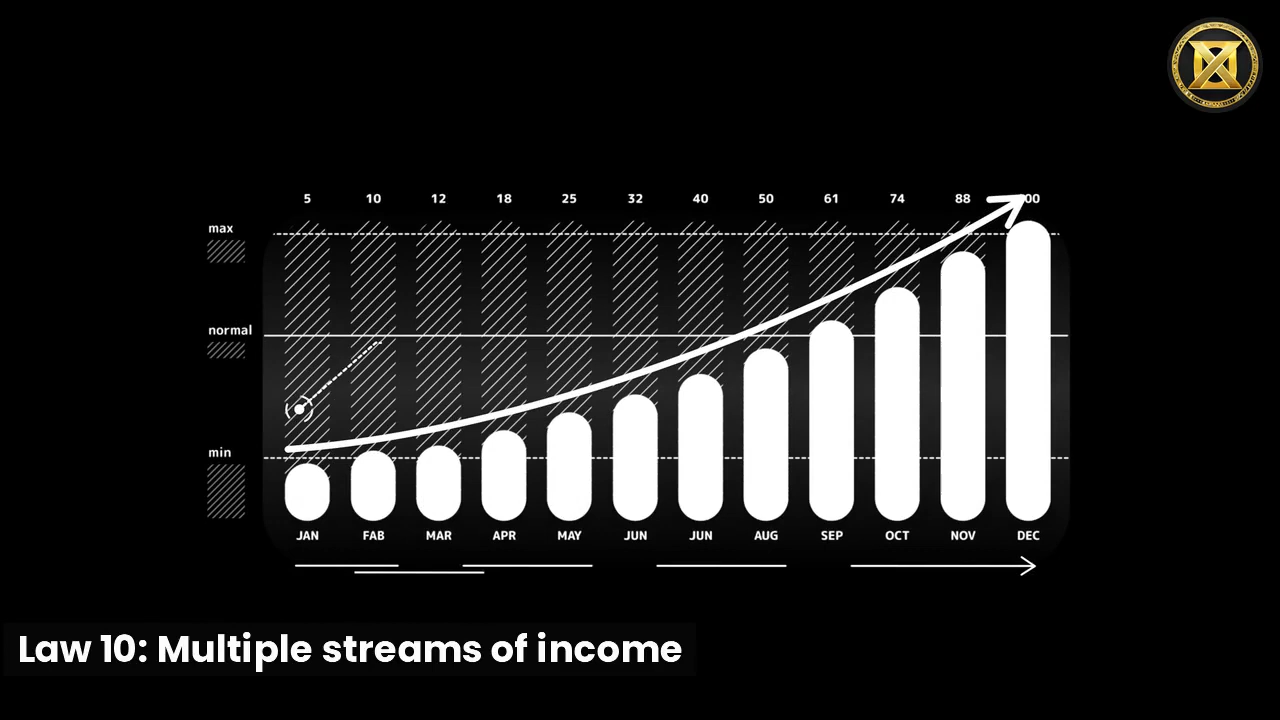 5 10 12 18 25 32 40 50 61 74 88 00
max
normal
min
JAN FAB MAR APR MAY JUN JUN AUG SEP OCT NOV DEC
Law 10: Multiple streams of income